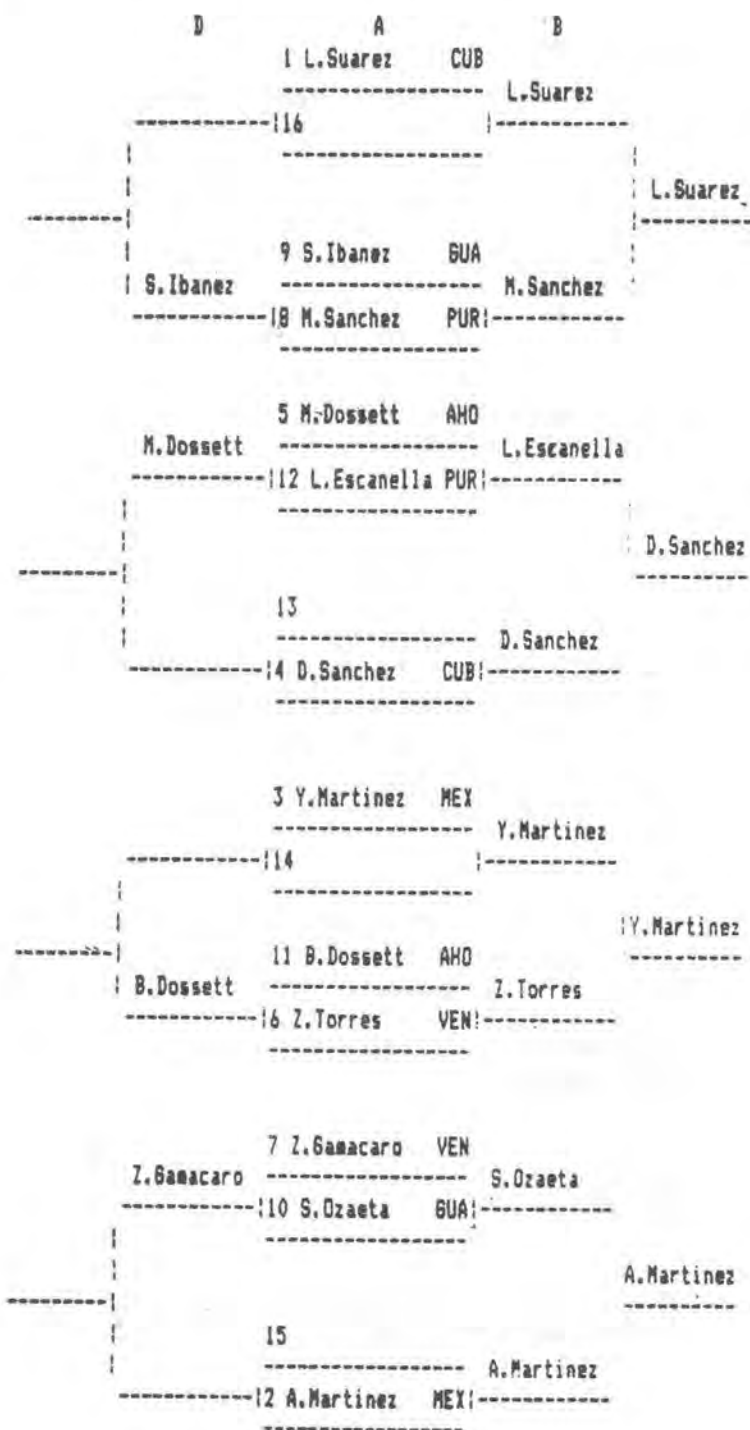 D A B
1 L.Suarez CUB
L.Suarez
16
L.Suarez
9 S.Ibanez GUA
S.Ibanez M.Sanchez
8 M.Sanchez PUR
5 M.Dossett AHO
M.Dossett L.Escanella
12 L.Escanella PUR
D.Sanchez
13
D.Sanchez
4 D.Sanchez CUB
3 Y.Martinez MEX
Y.Martinez
14
Y.Martinez
11 B.Dossett AHO
B.Dossett Z.Torres
6 Z.Torres VEN
7 Z.Gamacaro VEN
Z.Gamacaro S.Ozaeta
10 S.Ozaeta GUA
A.Martinez
15
A.Martinez
2 A.Martinez MEX